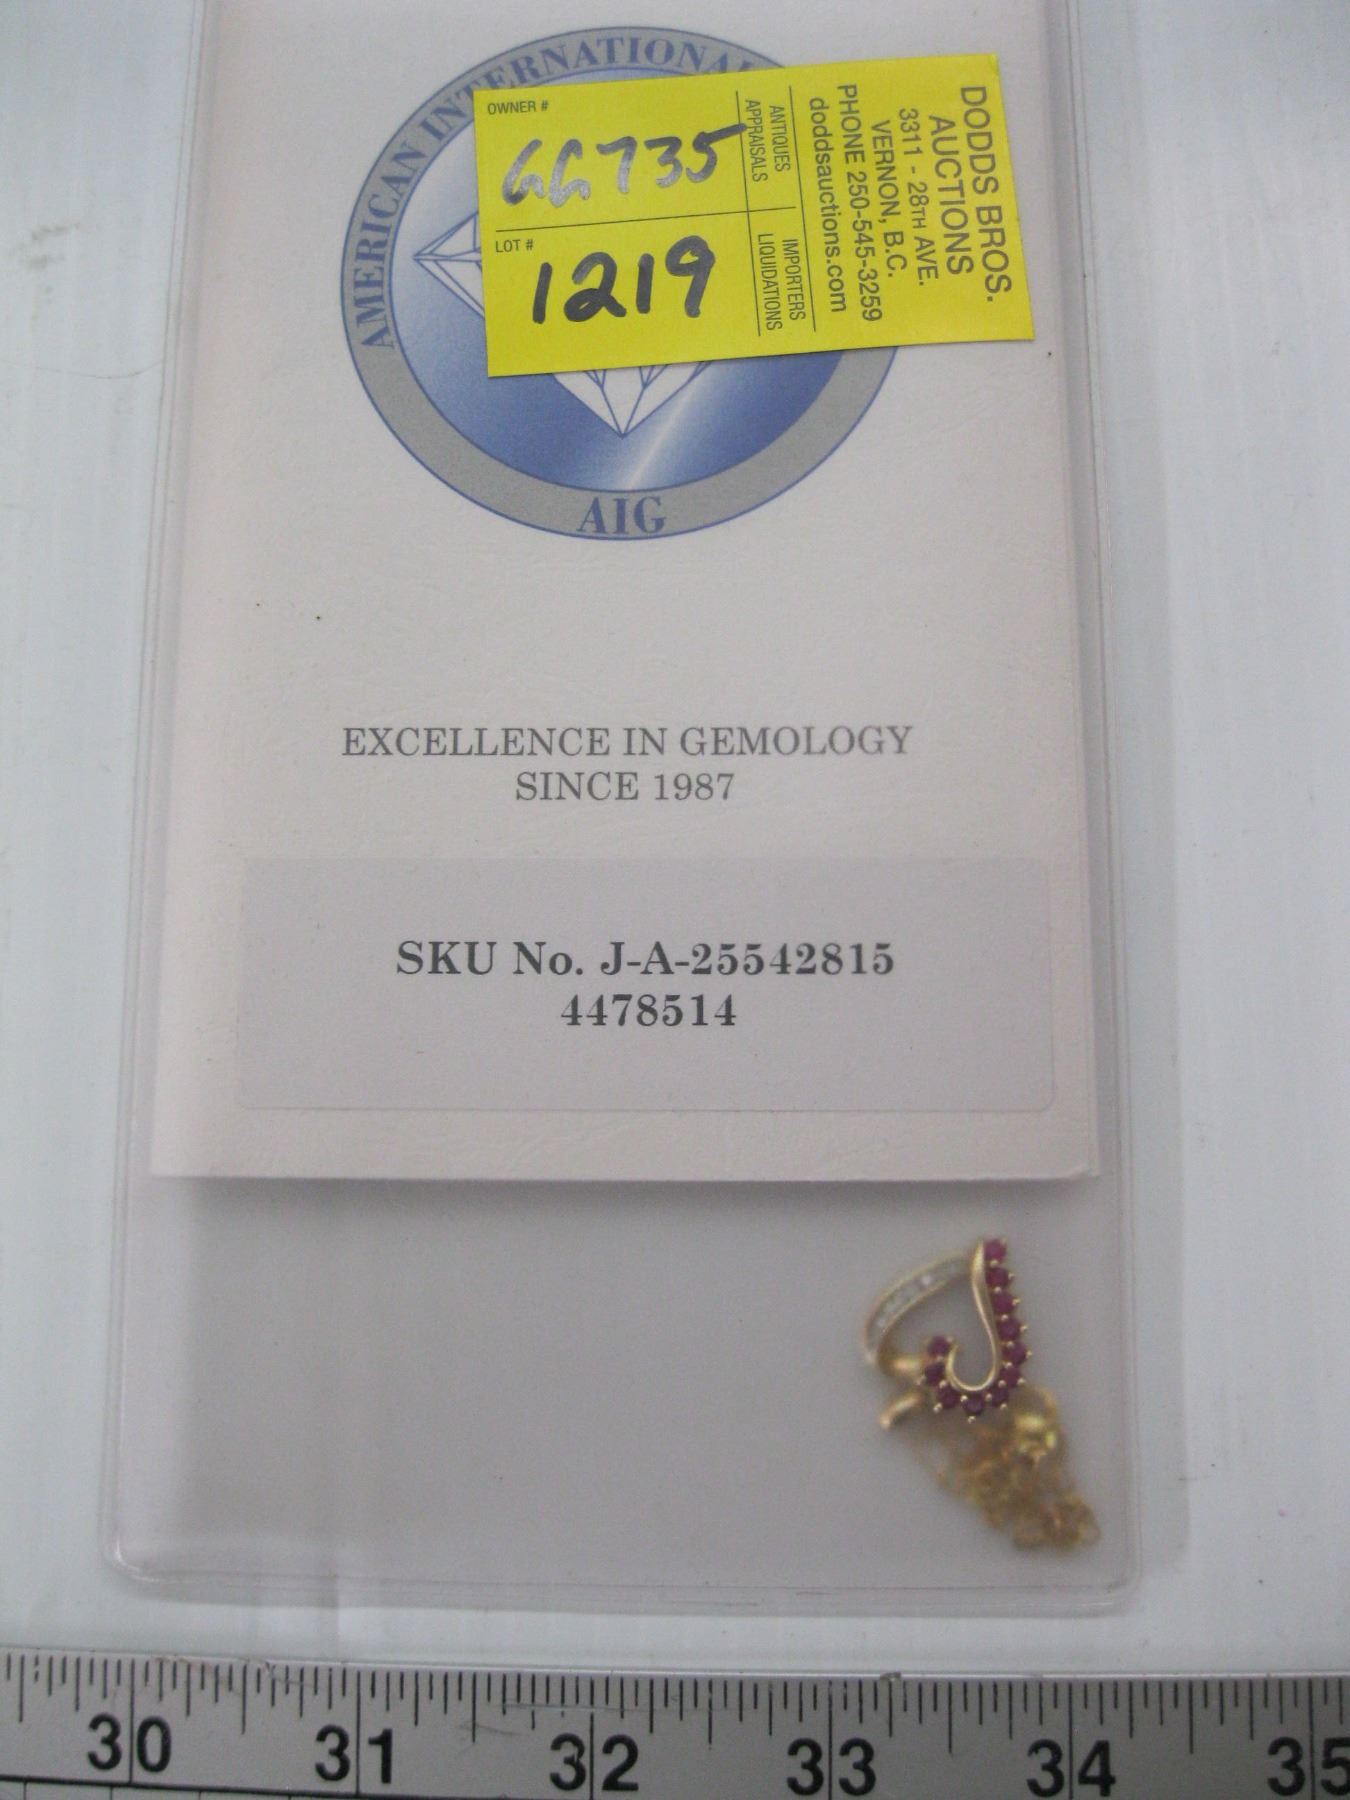 AMERICAN INTERNATIONAL
OWNER #
GG735
LOT #
1219
ANTIQUES
APPRAISALS
IMPORTERS
LIQUIDATIONS
DODDS BROS.
AUCTIONS
3311 - 28TH AVE.
VERNON, B.C.
PHONE 250-545-3259
doddsauctions.com
AIG
EXCELLENCE IN GEMOLOGY
SINCE 1987
SKU No. J-A-25542815
4478514
30 31 32 33 34 35